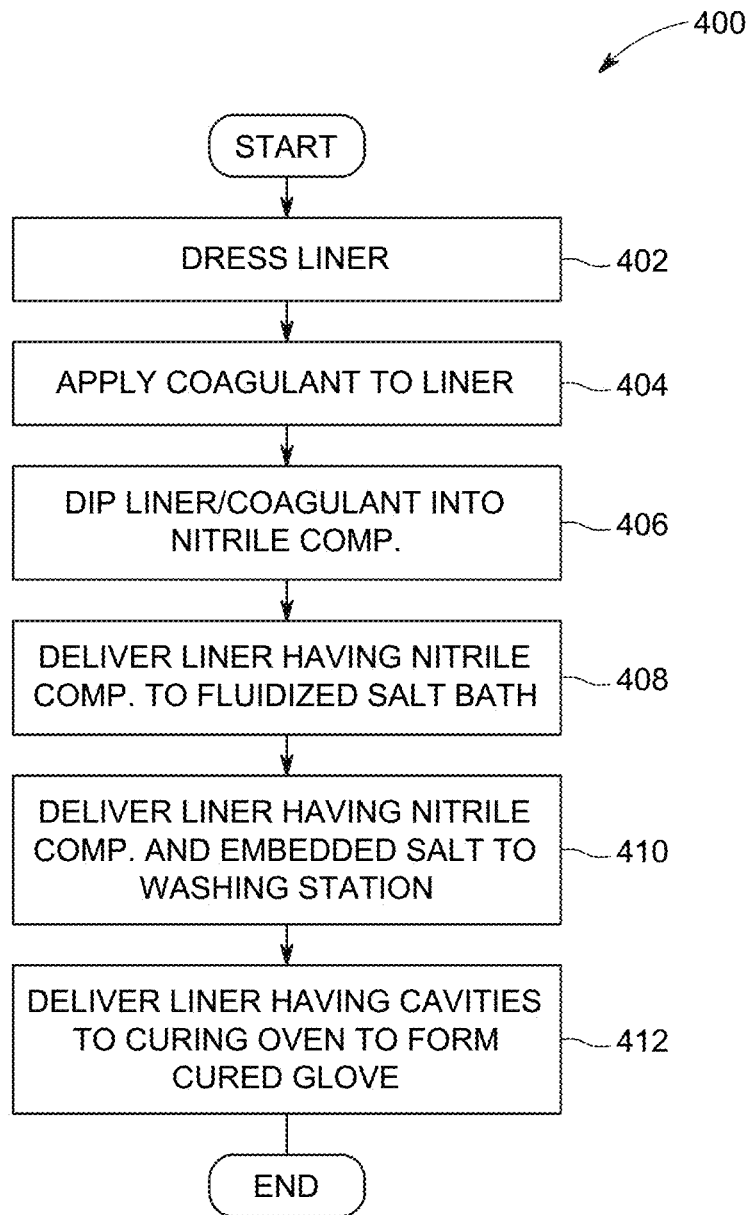 400
START
DRESS LINER
402
APPLY COAGULANT TO LINER
404
DIP LINER/COAGULANT INTO
NITRILE COMP.
406
DELIVER LINER HAVING NITRILE
COMP. TO FLUIDIZED SALT BATH
408
DELIVER LINER HAVING NITRILE
COMP. AND EMBEDDED SALT TO
WASHING STATION
410
DELIVER LINER HAVING CAVITIES
TO CURING OVEN TO FORM
CURED GLOVE
412
END